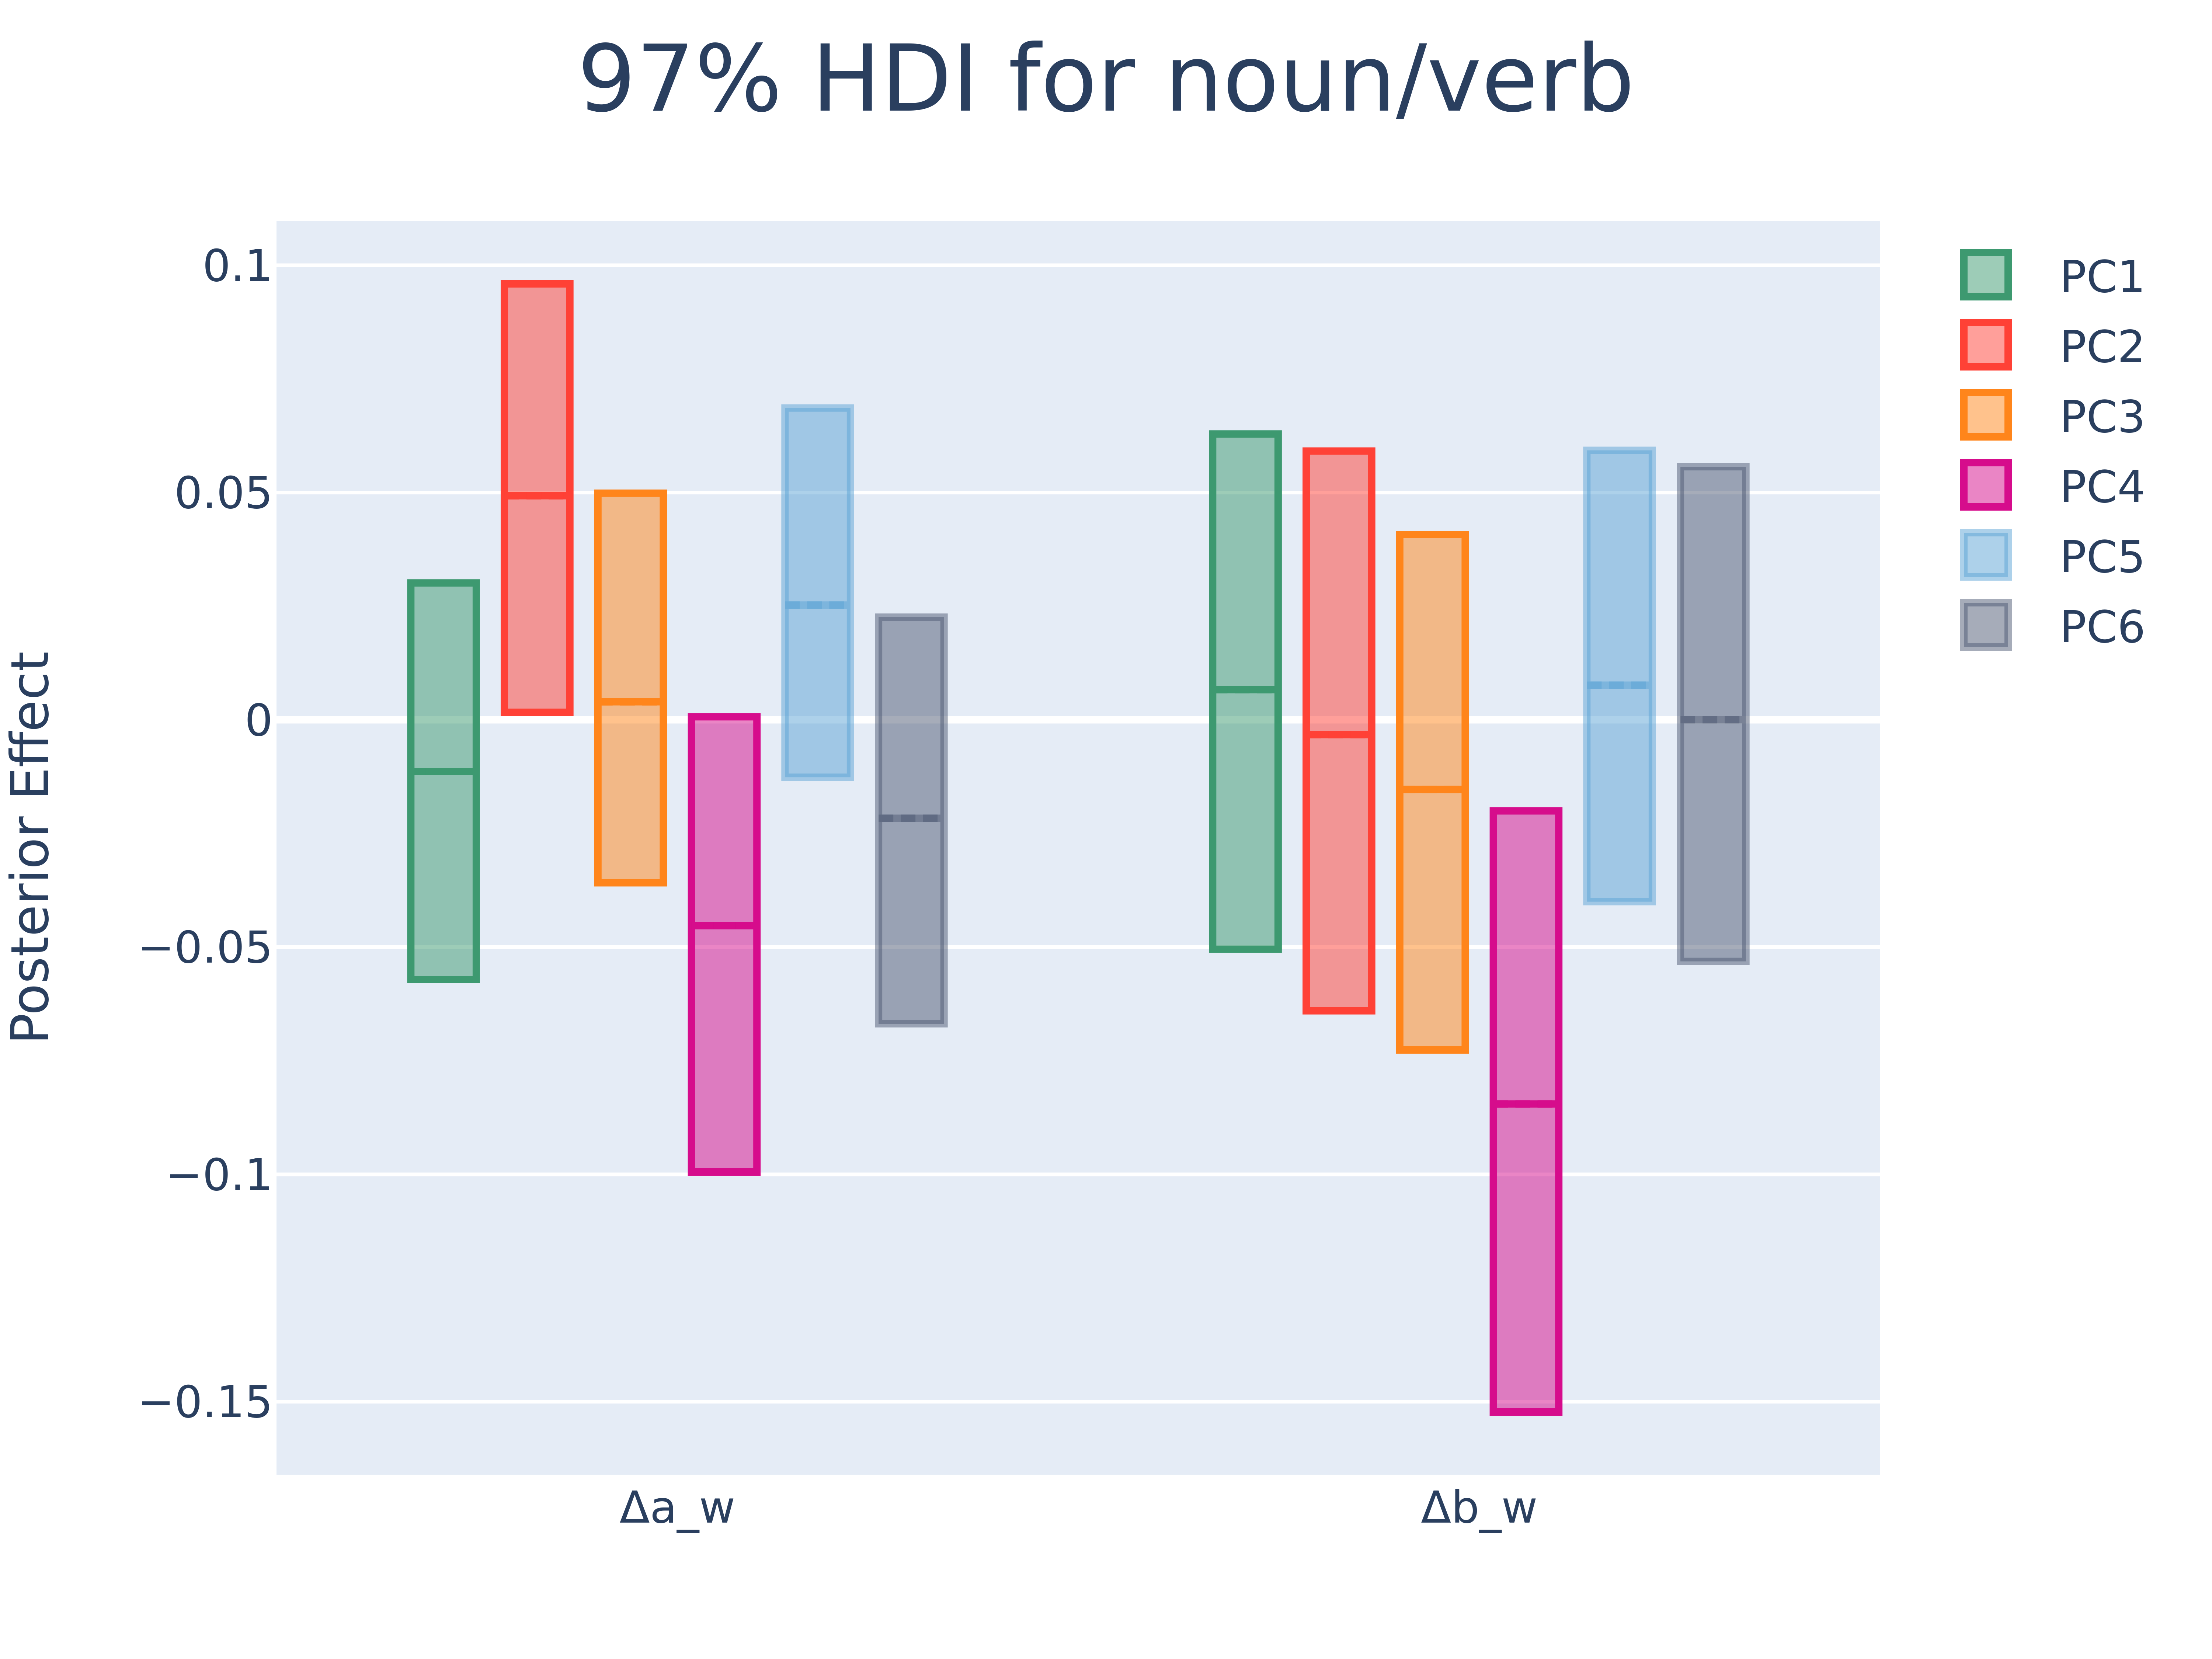 97% HDI for noun/verb
Posterior Effect
0.1
0.05
0
−0.05
−0.1
−0.15
Δa_w
Δb_w
PC1
PC2
PC3
PC4
PC5
PC6